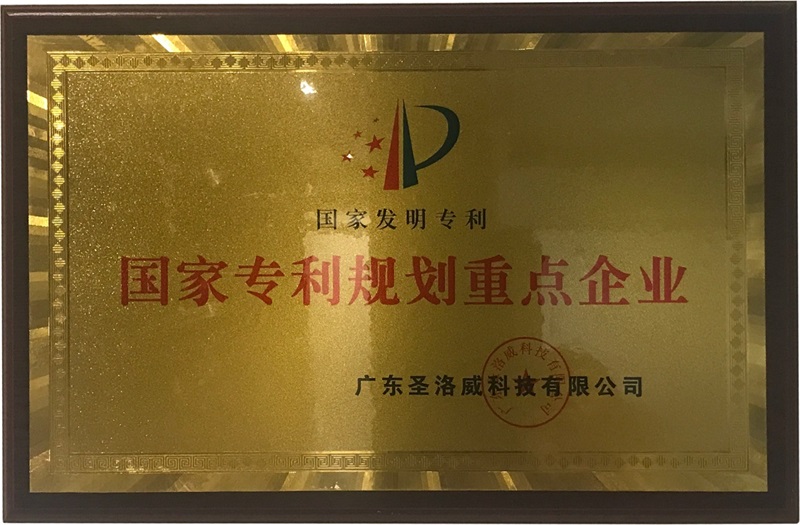 国家发明专利
国家专利规划重点企业
广东圣洛威科技有限公司